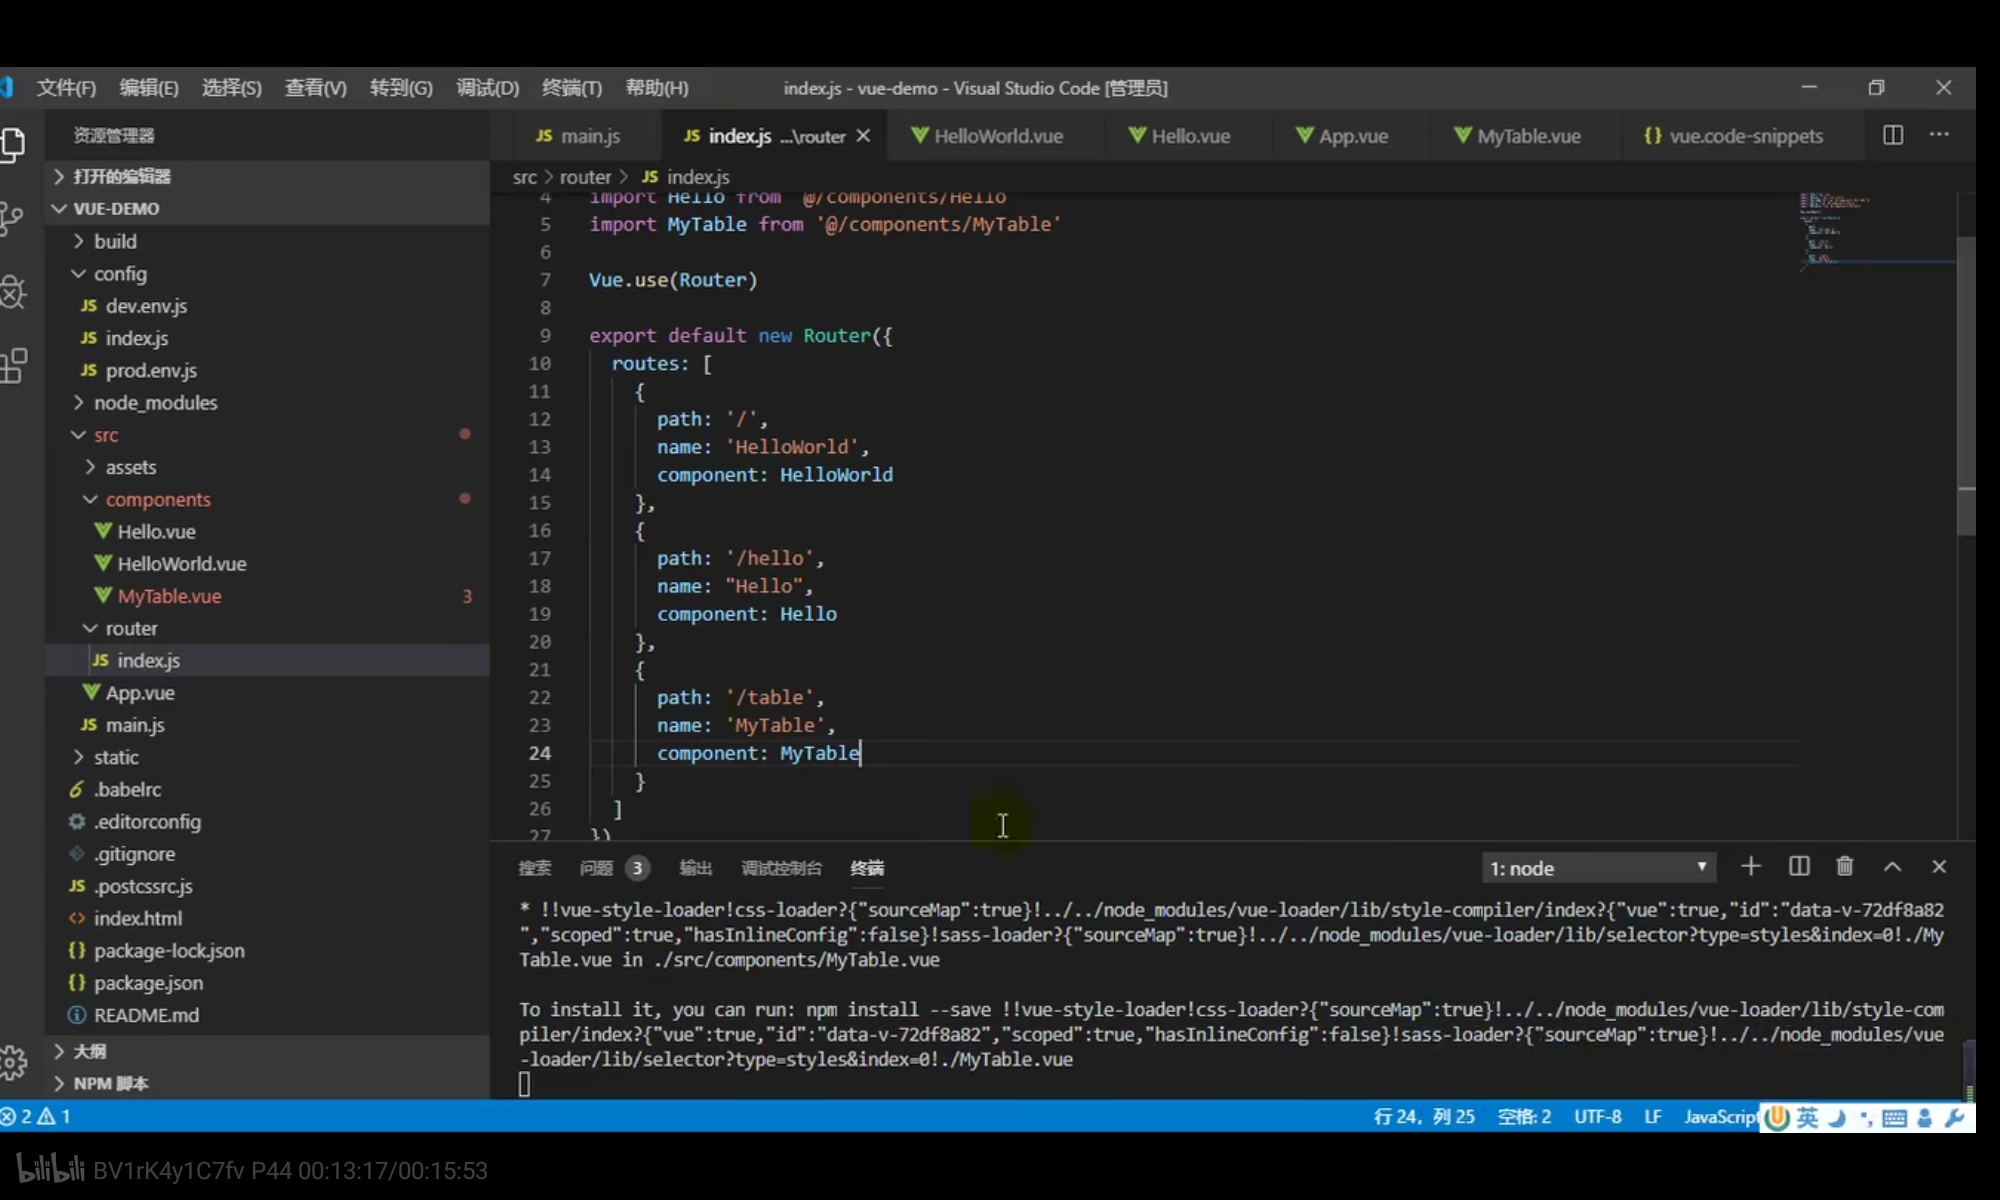 文件(F) 编辑(E) 选择(S) 查看(V) 转到(G) 调试(D) 终端(T) 帮助(H) index.js - vue-demo - Visual Studio Code [管理员]
资源管理器
打开的编辑器
VUE-DEMO
build
config
JS dev.env.js
JS index.js
JS prod.env.js
node_modules
src
assets
components
Hello.vue
HelloWorld.vue
MyTable.vue 3
router
JS index.js
App.vue
JS main.js
static
.babelrc
.editorconfig
.gitignore
JS .postcssrc.js
<> index.html
{} package-lock.json
{} package.json
README.md
大纲
NPM 脚本
JS main.js JS index.js ...\router HelloWorld.vue Hello.vue App.vue MyTable.vue {} vue.code-snippets
src > router > JS index.js
4 import Hello from '@/components/Hello'
5 import MyTable from '@/components/MyTable'
6
7 Vue.use(Router)
8
9 export default new Router({
10 routes: [
11 {
12 path: '/',
13 name: 'HelloWorld',
14 component: HelloWorld
15 },
16 {
17 path: '/hello',
18 name: "Hello",
19 component: Hello
20 },
21 {
22 path: '/table',
23 name: 'MyTable',
24 component: MyTable
25 }
26 ]
27 })
搜索 问题 3 输出 调试控制台 终端 1: node
* !!vue-style-loader!css-loader?{"sourceMap":true}!../../node_modules/vue-loader/lib/style-compiler/index?{"vue":true,"id":"data-v-72df8a82
","scoped":true,"hasInlineConfig":false}!sass-loader?{"sourceMap":true}!../../node_modules/vue-loader/lib/selector?type=styles&index=0!./My
Table.vue in ./src/components/MyTable.vue
To install it, you can run: npm install --save !!vue-style-loader!css-loader?{"sourceMap":true}!../../node_modules/vue-loader/lib/style-com
piler/index?{"vue":true,"id":"data-v-72df8a82","scoped":true,"hasInlineConfig":false}!sass-loader?{"sourceMap":true}!../../node_modules/vue
-loader/lib/selector?type=styles&index=0!./MyTable.vue
2 1 行 24，列 25 空格: 2 UTF-8 LF JavaScript 英
bilibili BV1rK4y1C7fv P44 00:13:17/00:15:53